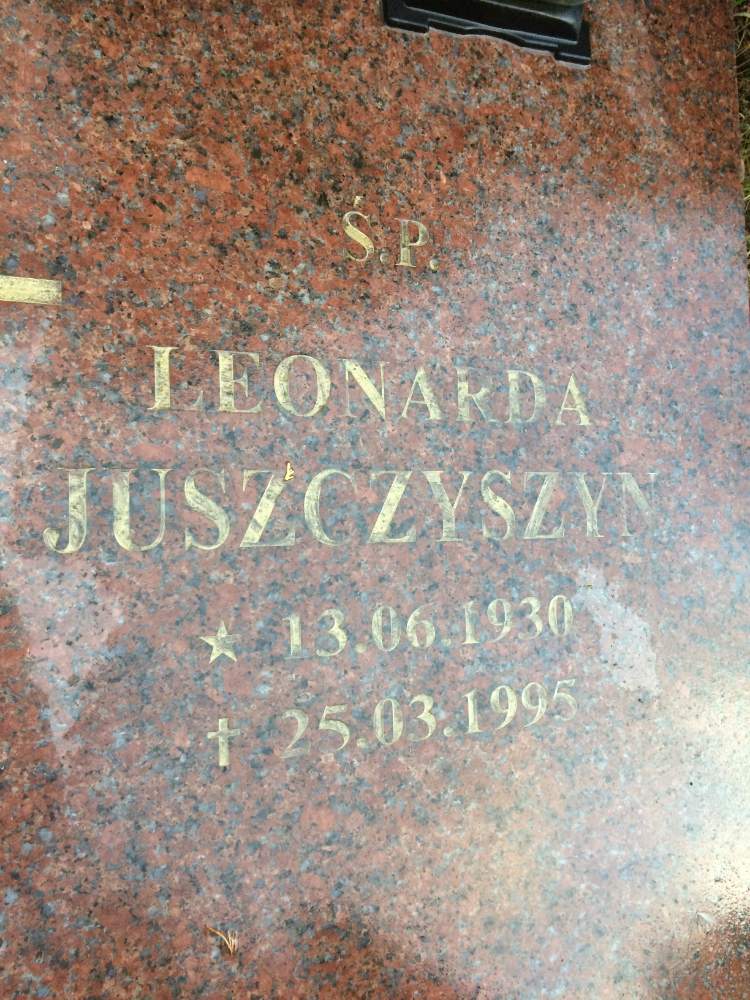 Ś.P.
LEONARDA
JUSZCZYSZYN
★ 13.06.1930
✝ 25.03.1995